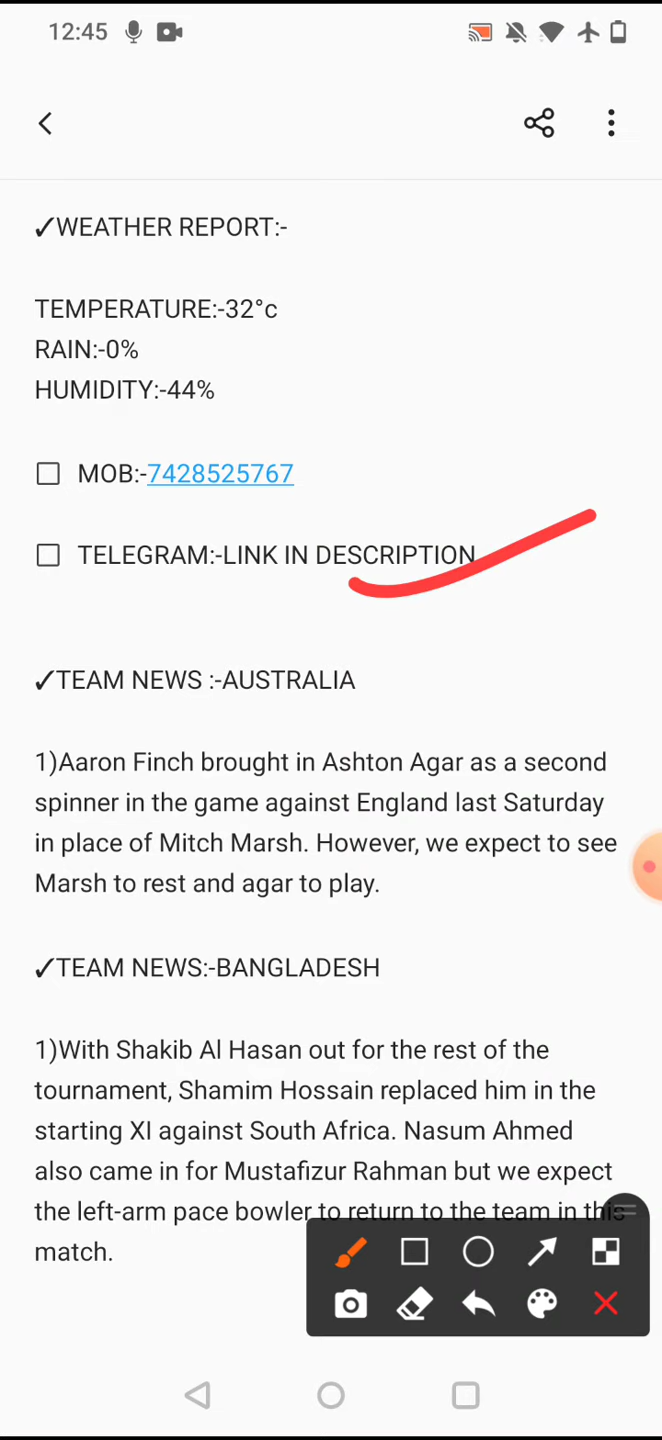 12:45
✓WEATHER REPORT:-
TEMPERATURE:-32°c
RAIN:-0%
HUMIDITY:-44%
MOB:-7428525767
TELEGRAM:-LINK IN DESCRIPTION
✓TEAM NEWS :-AUSTRALIA
1)Aaron Finch brought in Ashton Agar as a second
spinner in the game against England last Saturday
in place of Mitch Marsh. However, we expect to see
Marsh to rest and agar to play.
✓TEAM NEWS:-BANGLADESH
1)With Shakib Al Hasan out for the rest of the
tournament, Shamim Hossain replaced him in the
starting XI against South Africa. Nasum Ahmed
also came in for Mustafizur Rahman but we expect
the left-arm pace bowler to return to the team in this
match.